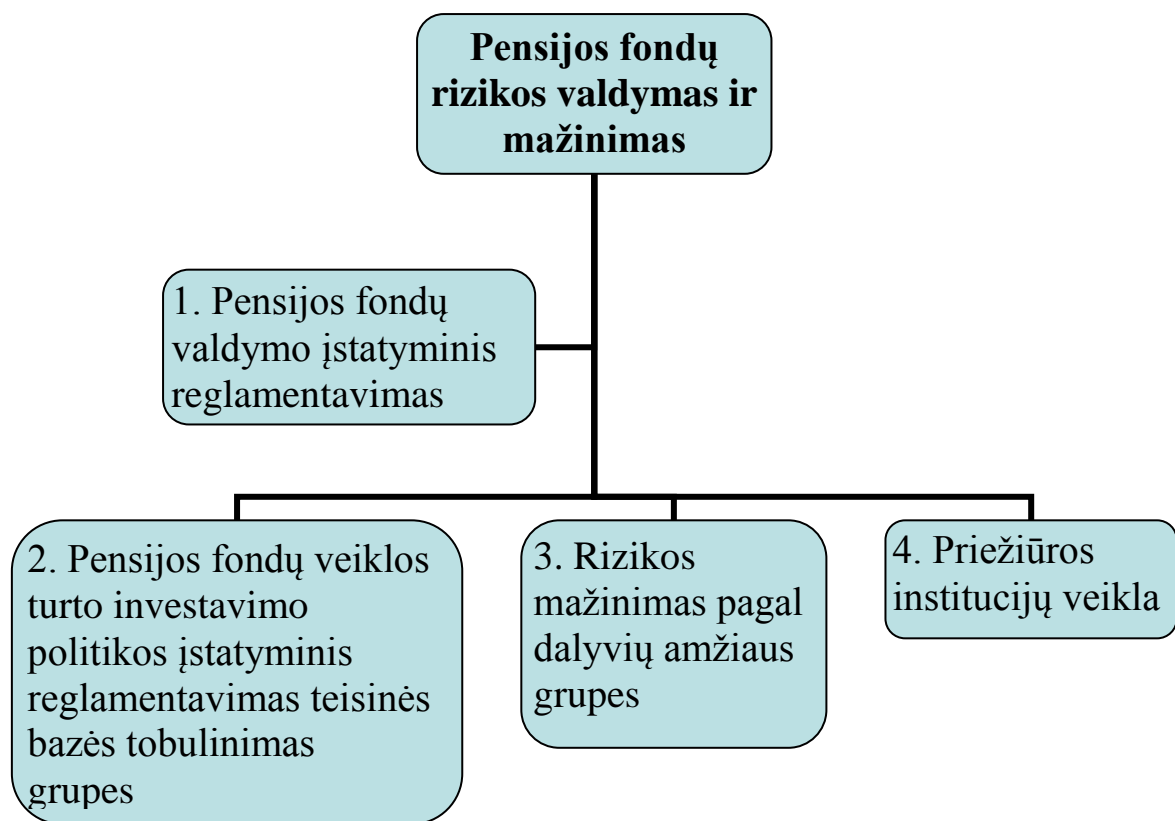 Pensijos fondų
rizikos valdymas ir
mažinimas
1. Pensijos fondų
valdymo įstatyminis
reglamentavimas
2. Pensijos fondų veiklos
turto investavimo
politikos įstatyminis
reglamentavimas teisinės
bazės tobulinimas
grupes
3. Rizikos
mažinimas pagal
dalyvių amžiaus
grupes
4. Priežiūros
institucijų veikla